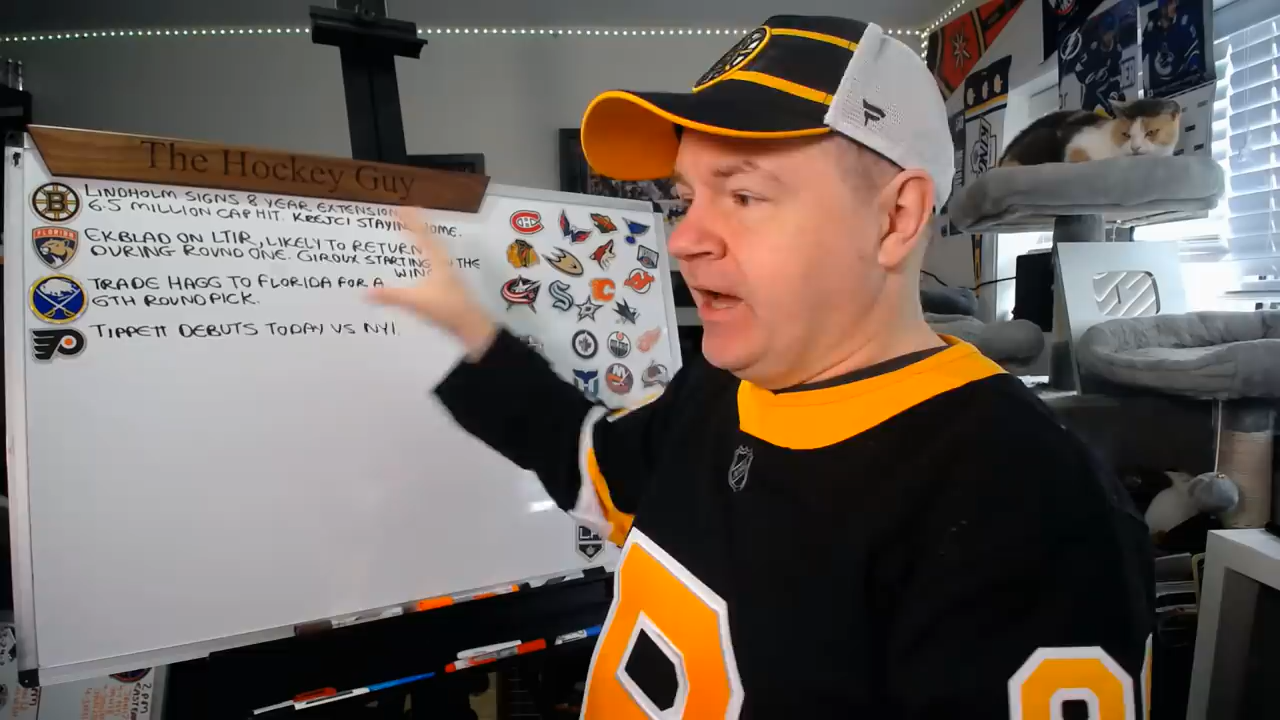 The Hockey Guy
LINDHOLM SIGNS 8 YEAR EXTENSION
6.5 MILLION CAP HIT. KREJCI STAYIN HOME.
FLORIDA
EKBLAD ON LTIR, LIKELY TO RETURN
DURING ROUND ONE. GIROUX STARTING THE
WING
TRADE HAGG TO FLORIDA FOR A
6TH ROUND PICK.
TIPPETT DEBUTS TODAY VS NYI.